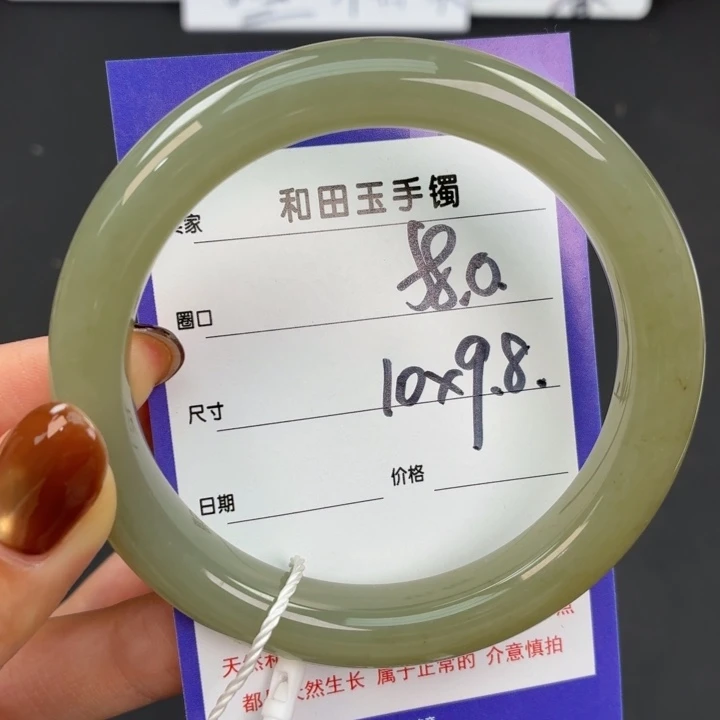 和田玉手镯
家
圈口 58.0
尺寸 10x9.8.
日期 价格
天然
都 天然生长 属于正常的 介意慎拍